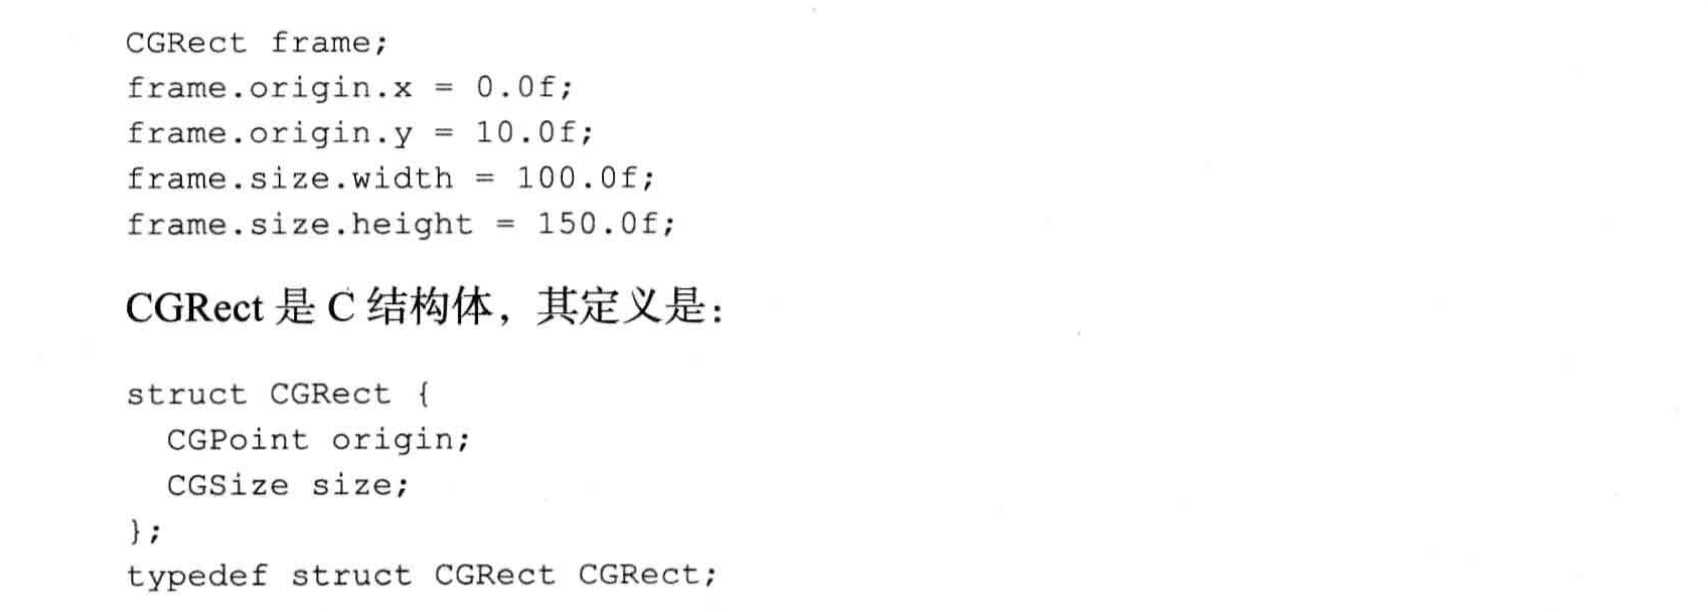 CGRect frame;
frame.origin.x = 0.0f;
frame.origin.y = 10.0f;
frame.size.width = 100.0f;
frame.size.height = 150.0f;
CGRect 是 C 结构体，其定义是：
struct CGRect {
  CGPoint origin;
  CGSize size;
};
typedef struct CGRect CGRect;